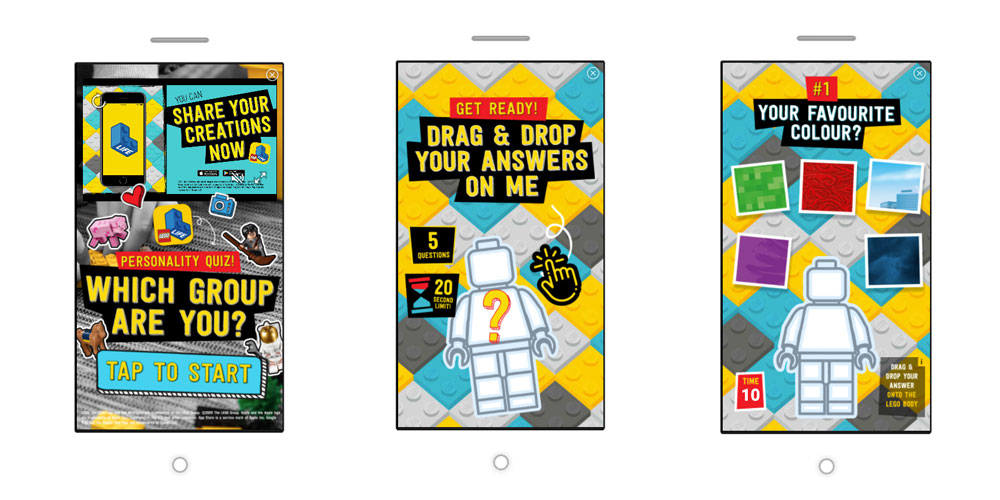 YOU CAN
SHARE YOUR
CREATIONS
NOW
LIFE
LEGO
LIFE
PERSONALITY QUIZ!
WHICH GROUP
ARE YOU?
TAP TO START
GET READY!
DRAG & DROP
YOUR ANSWERS
ON ME
5
QUESTIONS
20
SECOND
LIMIT!
?
#1
YOUR FAVOURITE
COLOUR?
TIME
10
i
DRAG &
DROP YOUR
ANSWER
ONTO THE
LEGO BODY